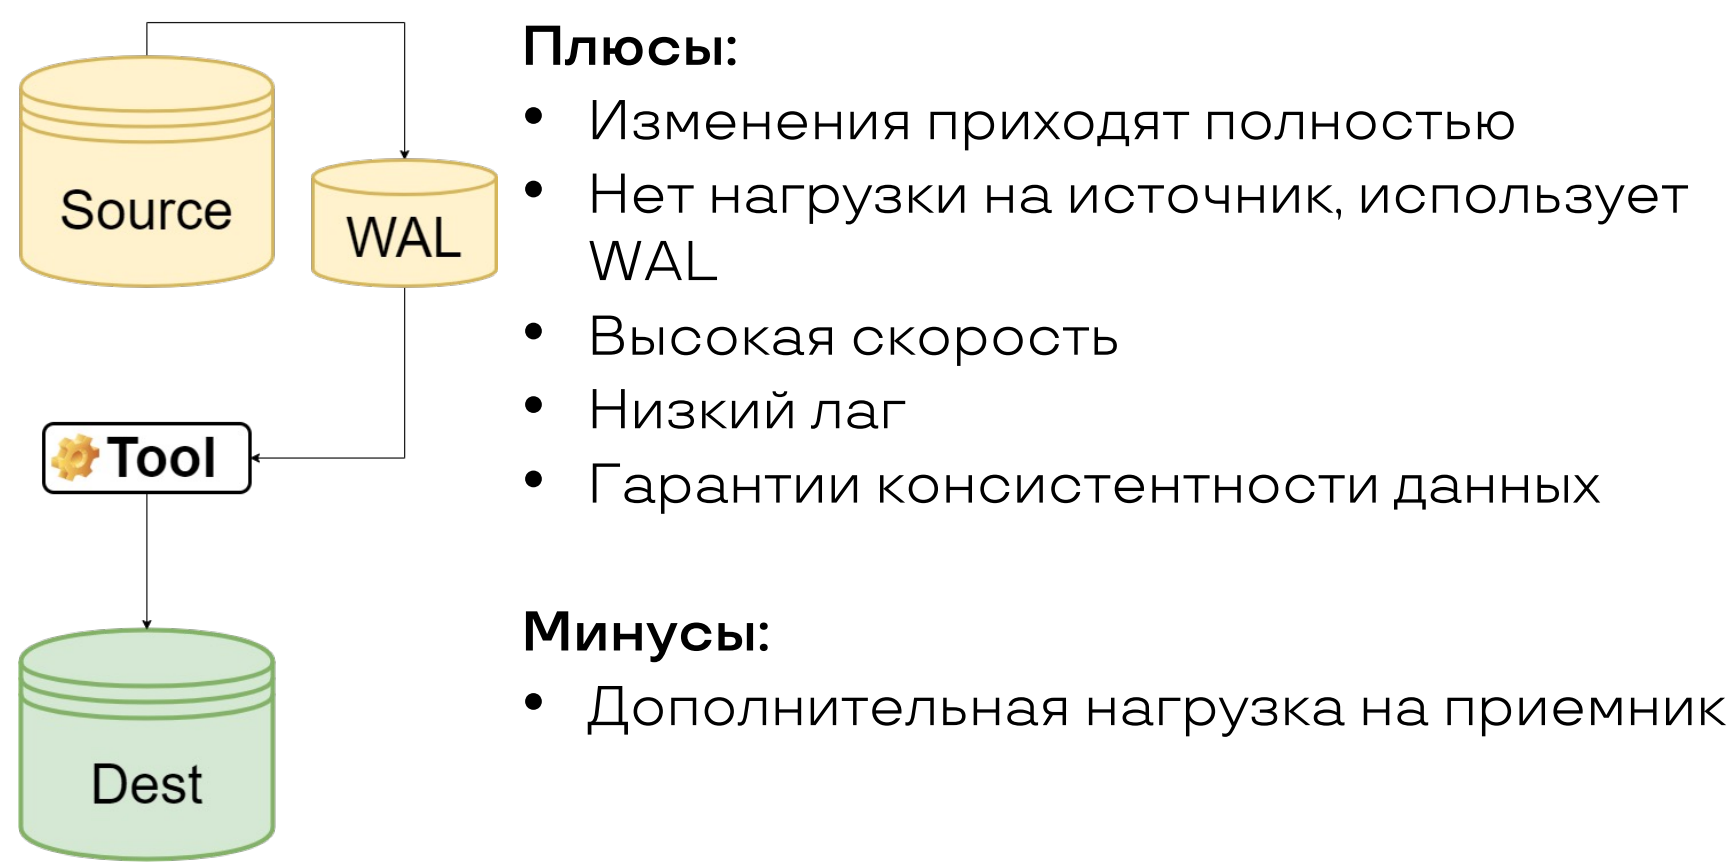 Source
WAL
Tool
Dest
Плюсы:
• Изменения приходят полностью
• Нет нагрузки на источник, использует
WAL
• Высокая скорость
• Низкий лаг
• Гарантии консистентности данных
Минусы:
• Дополнительная нагрузка на приемник